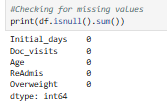 #Checking for missing values
print(df.isnull().sum())
Initial_days 0
Doc_visits 0
Age 0
ReAdmis 0
Overweight 0
dtype: int64